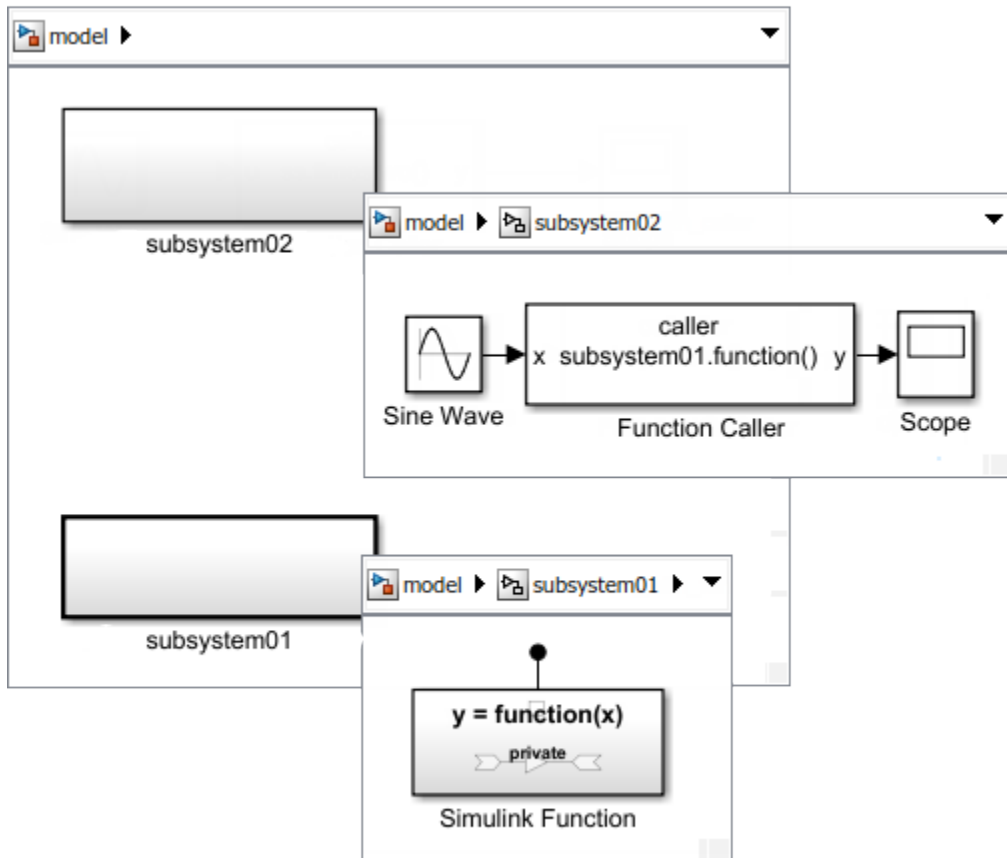 model
subsystem02
model subsystem02
caller
x subsystem01.function() y
Sine Wave
Function Caller
Scope
subsystem01
model subsystem01
y = function(x)
private
Simulink Function